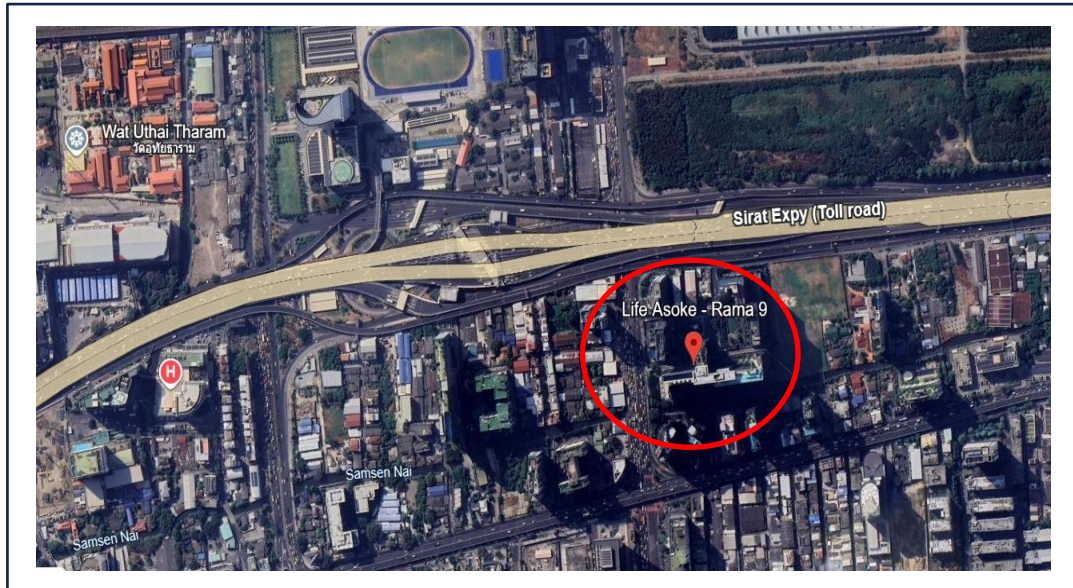 Wat Uthai Tharam
วัดอุทัยธาราม
Sirat Expy (Toll road)
Life Asoke - Rama 9
H
Samsen Nai
Samsen Nai